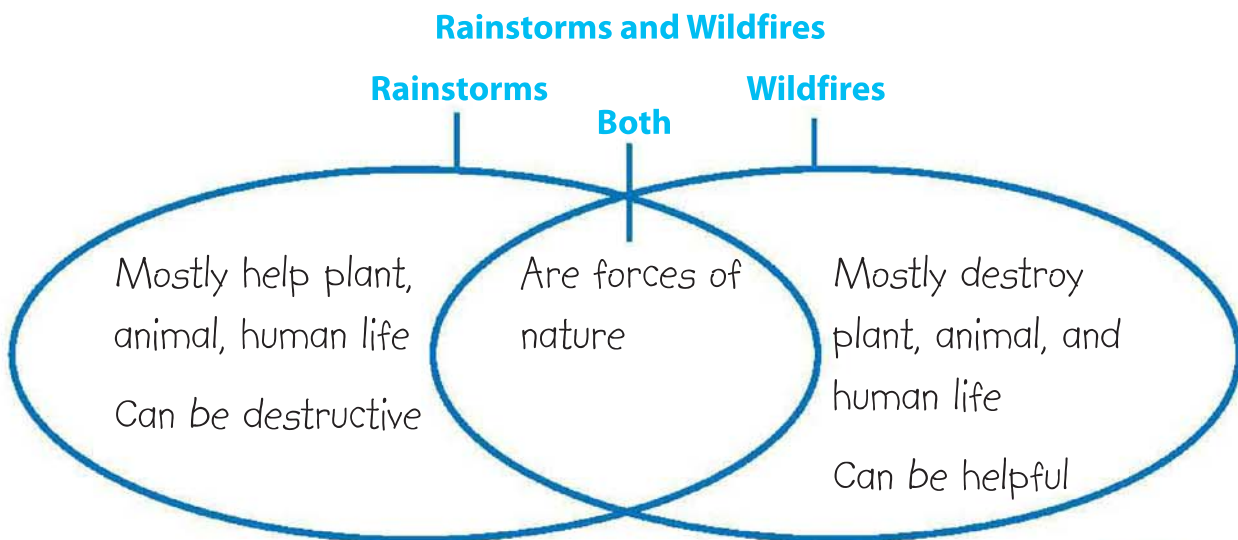 Rainstorms and Wildfires
Rainstorms
Both
Wildfires
Mostly help plant,
animal, human life
Can be destructive
Are forces of
nature
Mostly destroy
plant, animal, and
human life
Can be helpful